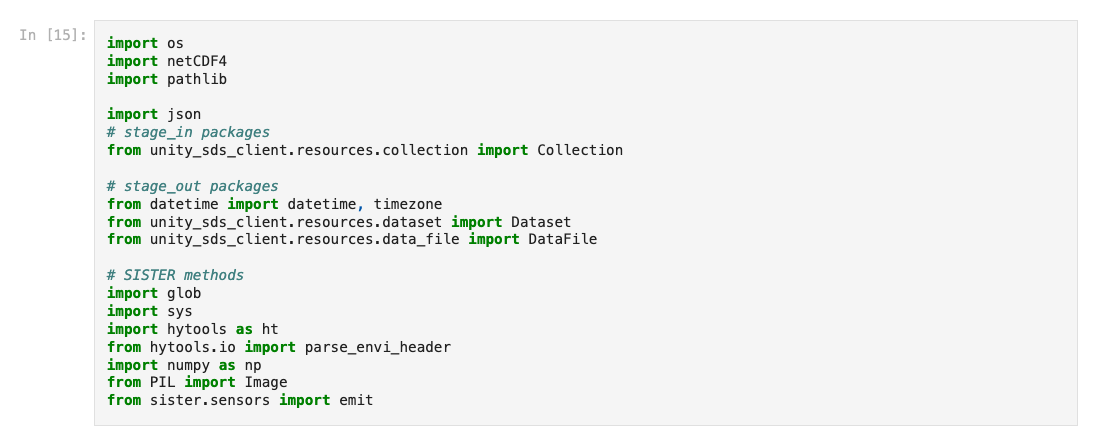 In [15]:
import os
import netCDF4
import pathlib
import json
# stage_in packages
from unity_sds_client.resources.collection import Collection
# stage_out packages
from datetime import datetime, timezone
from unity_sds_client.resources.dataset import Dataset
from unity_sds_client.resources.data_file import DataFile
# SISTER methods
import glob
import sys
import hytools as ht
from hytools.io import parse_envi_header
import numpy as np
from PIL import Image
from sister.sensors import emit